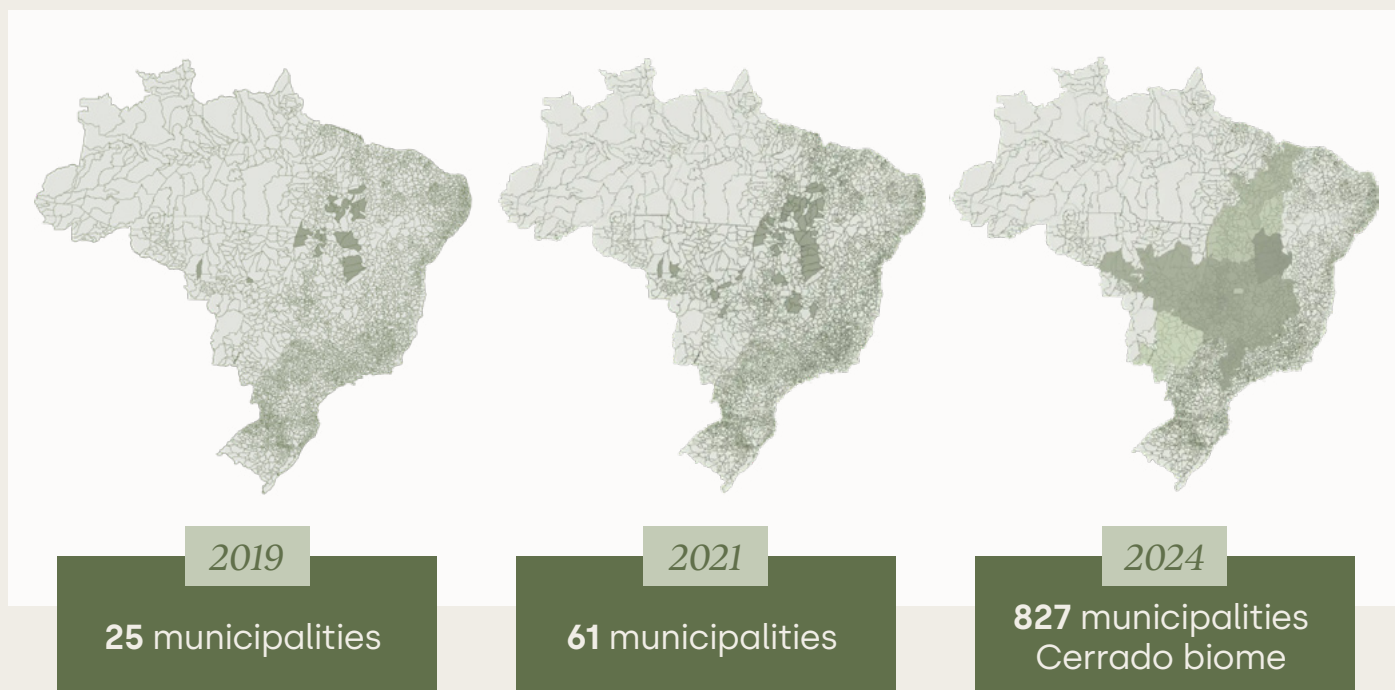 2019
25 municipalities
2021
61 municipalities
2024
827 municipalities
Cerrado biome